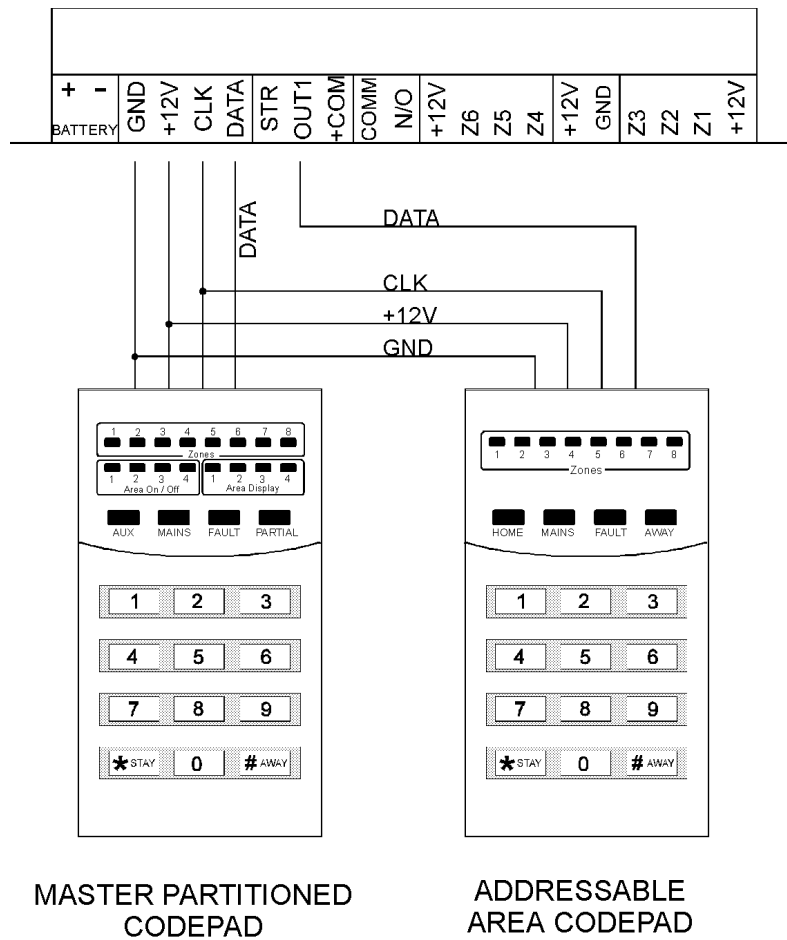 + - BATTERY GND +12V CLK DATA STR OUT1 +COM COMM N/O +12V Z6 Z5 Z4 +12V GND Z3 Z2 Z1 +12V
DATA
DATA
CLK
+12V
GND
1 2 3 4 5 6 7 8
Zones
1 2 3 4 1 2 3 4
Area On / Off Area Display
AUX MAINS FAULT PARTIAL
1 2 3
4 5 6
7 8 9
* STAY 0 # AWAY
1 2 3 4 5 6 7 8
Zones
HOME MAINS FAULT AWAY
1 2 3
4 5 6
7 8 9
* STAY 0 # AWAY
MASTER PARTITIONED
CODEPAD
ADDRESSABLE
AREA CODEPAD